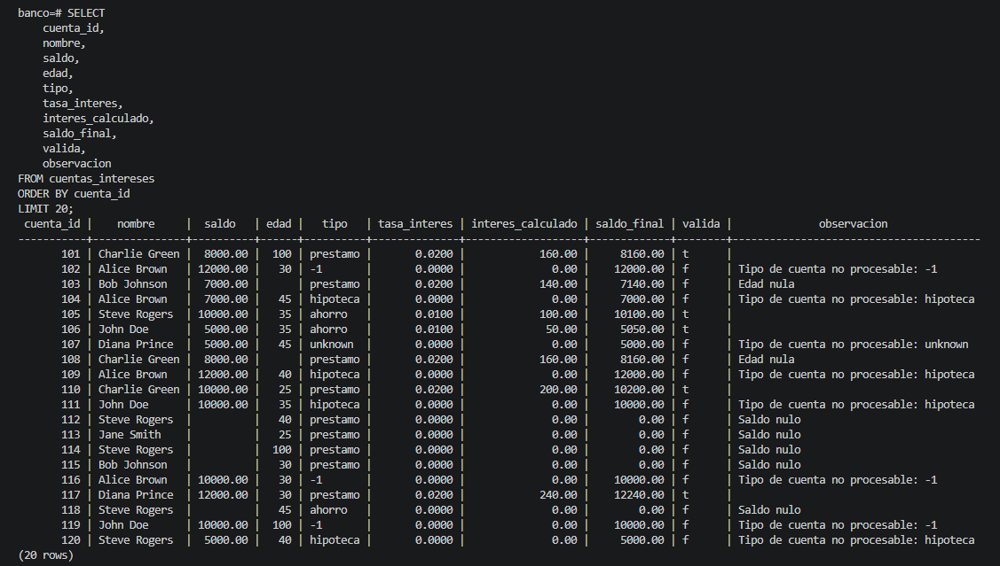 banco=# SELECT
    cuenta_id,
    nombre,
    saldo,
    edad,
    tipo,
    tasa_interes,
    interes_calculado,
    saldo_final,
    valida,
    observacion
FROM cuentas_intereses
ORDER BY cuenta_id
LIMIT 20;
 cuenta_id |    nombre     |  saldo   | edad |   tipo   | tasa_interes | interes_calculado | saldo_final | valida |              observacion
-----------+---------------+----------+------+----------+--------------+-------------------+-------------+--------+----------------------------------------
       101 | Charlie Green |  8000.00 |  100 | prestamo |       0.0200 |            160.00 |     8160.00 | t      |
       102 | Alice Brown   | 12000.00 |   30 | -1       |       0.0000 |              0.00 |    12000.00 | f      | Tipo de cuenta no procesable: -1
       103 | Bob Johnson   |  7000.00 |      | prestamo |       0.0200 |            140.00 |     7140.00 | f      | Edad nula
       104 | Alice Brown   |  7000.00 |   45 | hipoteca |       0.0000 |              0.00 |     7000.00 | f      | Tipo de cuenta no procesable: hipoteca
       105 | Steve Rogers  | 10000.00 |   35 | ahorro   |       0.0100 |            100.00 |    10100.00 | t      |
       106 | John Doe      |  5000.00 |   35 | ahorro   |       0.0100 |             50.00 |     5050.00 | t      |
       107 | Diana Prince  |  5000.00 |   45 | unknown  |       0.0000 |              0.00 |     5000.00 | f      | Tipo de cuenta no procesable: unknown
       108 | Charlie Green |  8000.00 |      | prestamo |       0.0200 |            160.00 |     8160.00 | f      | Edad nula
       109 | Alice Brown   | 12000.00 |   40 | hipoteca |       0.0000 |              0.00 |    12000.00 | f      | Tipo de cuenta no procesable: hipoteca
       110 | Charlie Green | 10000.00 |   25 | prestamo |       0.0200 |            200.00 |    10200.00 | t      |
       111 | John Doe      | 10000.00 |   35 | hipoteca |       0.0000 |              0.00 |    10000.00 | f      | Tipo de cuenta no procesable: hipoteca
       112 | Steve Rogers  |          |   40 | prestamo |       0.0000 |              0.00 |        0.00 | f      | Saldo nulo
       113 | Jane Smith    |          |   25 | prestamo |       0.0000 |              0.00 |        0.00 | f      | Saldo nulo
       114 | Steve Rogers  |          |  100 | prestamo |       0.0000 |              0.00 |        0.00 | f      | Saldo nulo
       115 | Bob Johnson   |          |   30 | prestamo |       0.0000 |              0.00 |        0.00 | f      | Saldo nulo
       116 | Alice Brown   | 10000.00 |   30 | -1       |       0.0000 |              0.00 |    10000.00 | f      | Tipo de cuenta no procesable: -1
       117 | Diana Prince  | 12000.00 |   30 | prestamo |       0.0200 |            240.00 |    12240.00 | t      |
       118 | Steve Rogers  |          |   45 | ahorro   |       0.0000 |              0.00 |        0.00 | f      | Saldo nulo
       119 | John Doe      | 10000.00 |  100 | -1       |       0.0000 |              0.00 |    10000.00 | f      | Tipo de cuenta no procesable: -1
       120 | Steve Rogers  |  5000.00 |   40 | hipoteca |       0.0000 |              0.00 |     5000.00 | f      | Tipo de cuenta no procesable: hipoteca
(20 rows)